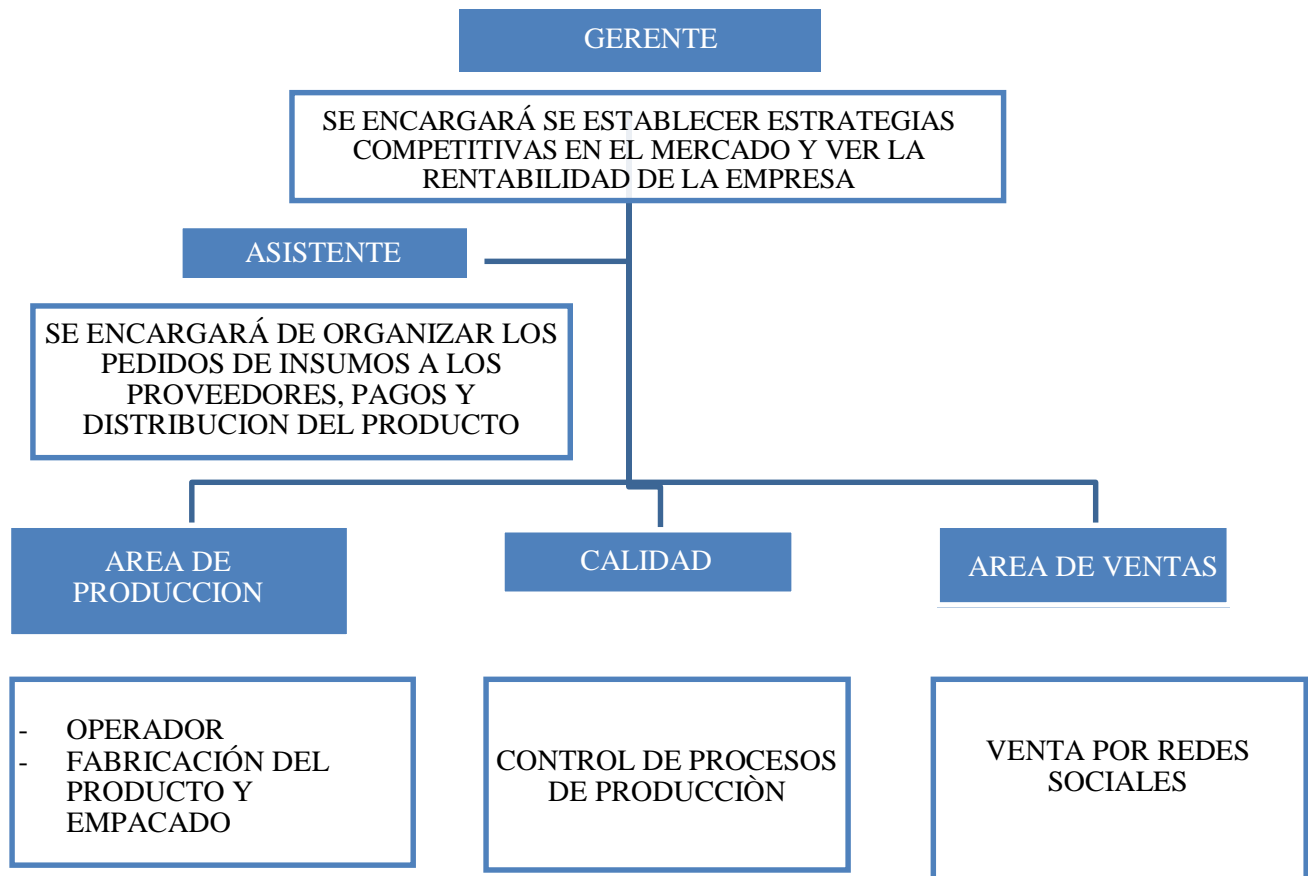 GERENTE
SE ENCARGARÁ SE ESTABLECER ESTRATEGIAS
COMPETITIVAS EN EL MERCADO Y VER LA
RENTABILIDAD DE LA EMPRESA
ASISTENTE
SE ENCARGARÁ DE ORGANIZAR LOS
PEDIDOS DE INSUMOS A LOS
PROVEEDORES, PAGOS Y
DISTRIBUCION DEL PRODUCTO
AREA DE
PRODUCCION
CALIDAD
AREA DE VENTAS
- OPERADOR
- FABRICACIÓN DEL
PRODUCTO Y
EMPACADO
CONTROL DE PROCESOS
DE PRODUCCIÒN
VENTA POR REDES
SOCIALES